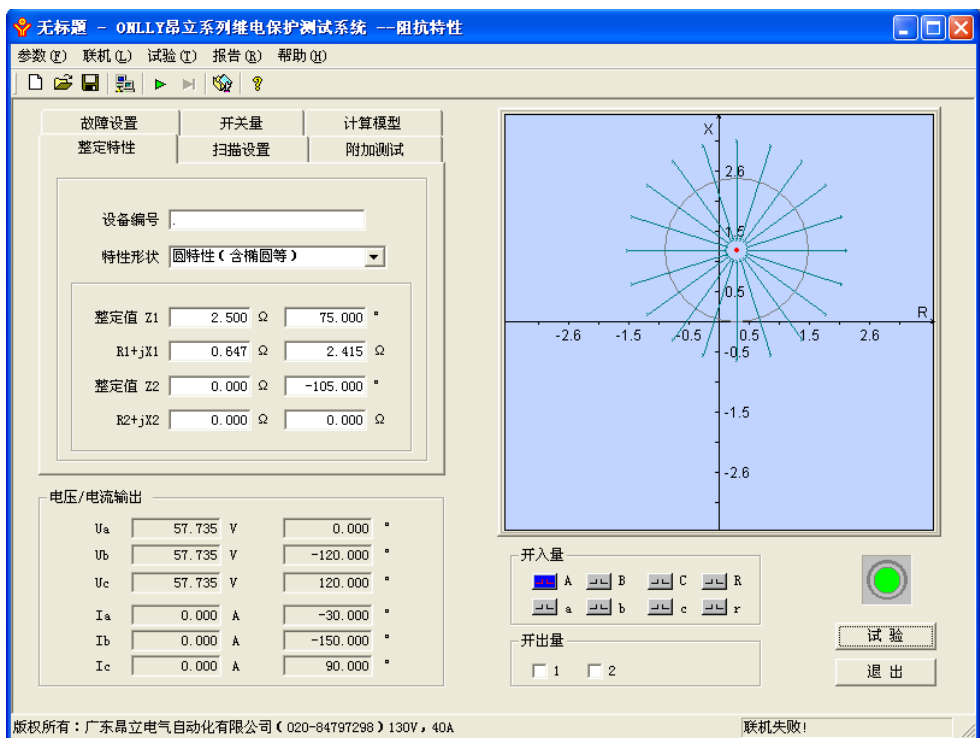 无标题 - ONLLY昂立系列继电保护测试系统 --阻抗特性
参数(F) 联机(L) 试验(T) 报告(R) 帮助(H)
故障设置 开关量 计算模型
整定特性 扫描设置 附加测试
设备编号 .
特性形状 圆特性(含椭圆等)
整定值 Z1 2.500 Ω 75.000 °
R1+jX1 0.647 Ω 2.415 Ω
整定值 Z2 0.000 Ω -105.000 °
R2+jX2 0.000 Ω 0.000 Ω
电压/电流输出
Ua 57.735 V 0.000 °
Ub 57.735 V -120.000 °
Uc 57.735 V 120.000 °
Ia 0.000 A -30.000 °
Ib 0.000 A -150.000 °
Ic 0.000 A 90.000 °
X
2.6
1.5
0.5
R
-2.6 -1.5 -0.5 0.5 1.5 2.6
-0.5
-1.5
-2.6
开入量
A B C R
a b c r
开出量
1 2
试 验
退 出
版权所有:广东昂立电气自动化有限公司(020-84797298)130V,40A
联机失败!